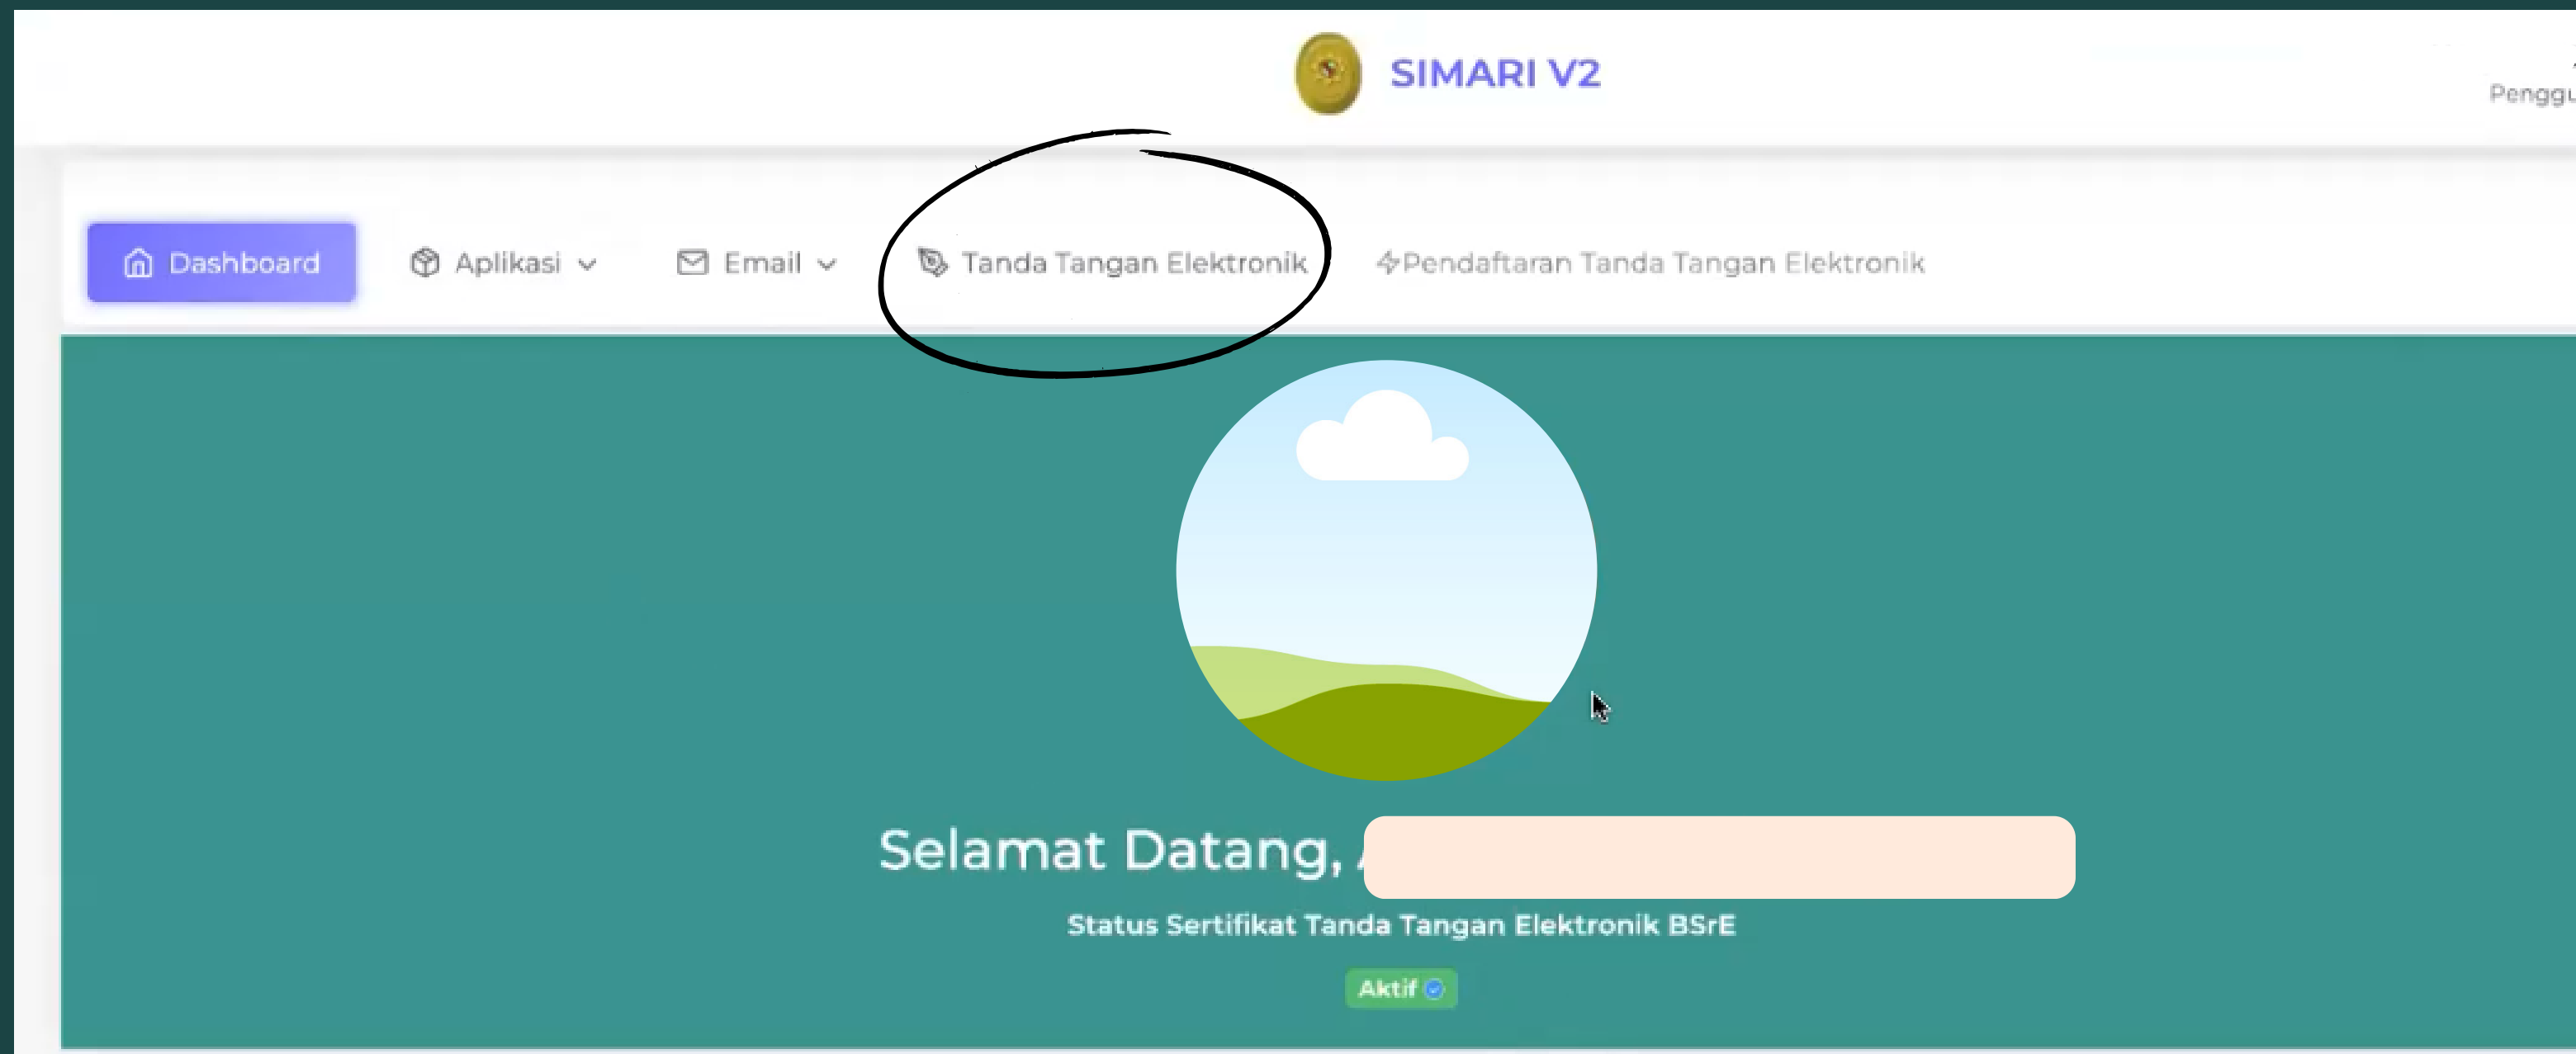 SIMARI V2
Dashboard Aplikasi Email Tanda Tangan Elektronik Pendaftaran Tanda Tangan Elektronik
Selamat Datang,
Status Sertifikat Tanda Tangan Elektronik BSrE
Aktif